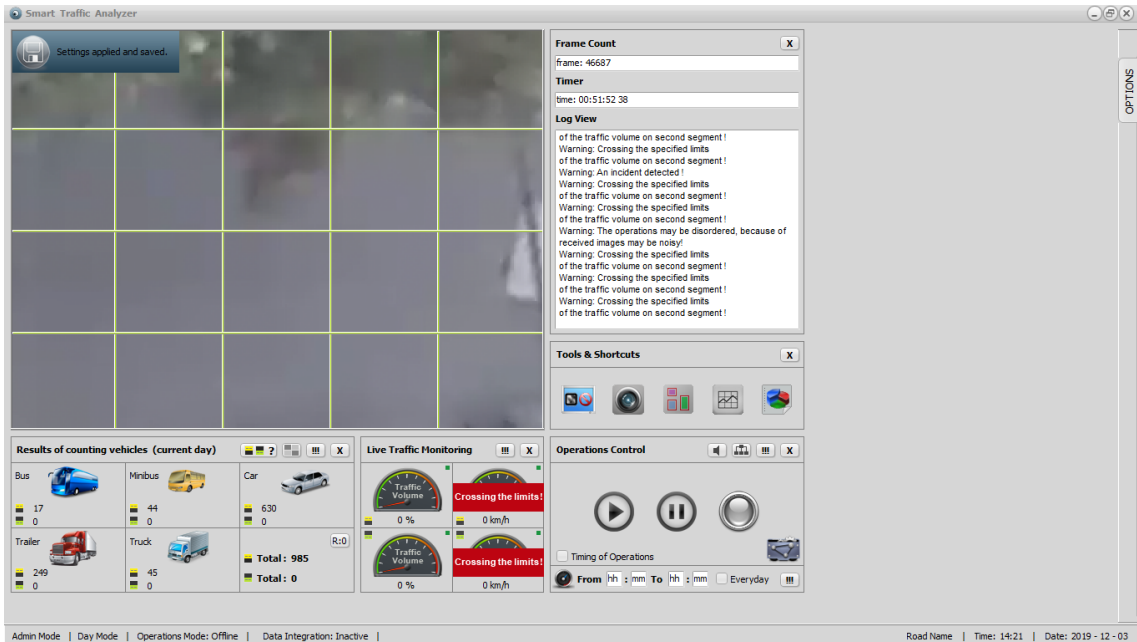 Smart Traffic Analyzer
Settings applied and saved.
Frame Count
X
frame: 46687
Timer
time: 00:51:52 38
Log View
of the traffic volume on second segment !
Warning: Crossing the specified limits
of the traffic volume on second segment !
Warning: An incident detected !
Warning: Crossing the specified limits
of the traffic volume on second segment !
Warning: Crossing the specified limits
of the traffic volume on second segment !
Warning: The operations may be disordered, because of
received images may be noisy!
Warning: Crossing the specified limits
of the traffic volume on second segment !
Warning: Crossing the specified limits
of the traffic volume on second segment !
Warning: Crossing the specified limits
of the traffic volume on second segment !
OPTIONS
Tools & Shortcuts
X
Results of counting vehicles (current day)
? !!! X
Bus
17
0
Minibus
44
0
Car
630
0
Trailer
249
0
Truck
45
0
R:0
Total : 985
Total : 0
Live Traffic Monitoring
!!! X
Traffic
Volume
0 %
Crossing the limits!
0 km/h
Traffic
Volume
0 %
Crossing the limits!
0 km/h
Operations Control
!!! X
Timing of Operations
From hh : mm To hh : mm Everyday !!!
Admin Mode | Day Mode | Operations Mode: Offline | Data Integration: Inactive |
Road Name | Time: 14:21 | Date: 2019 - 12 - 03